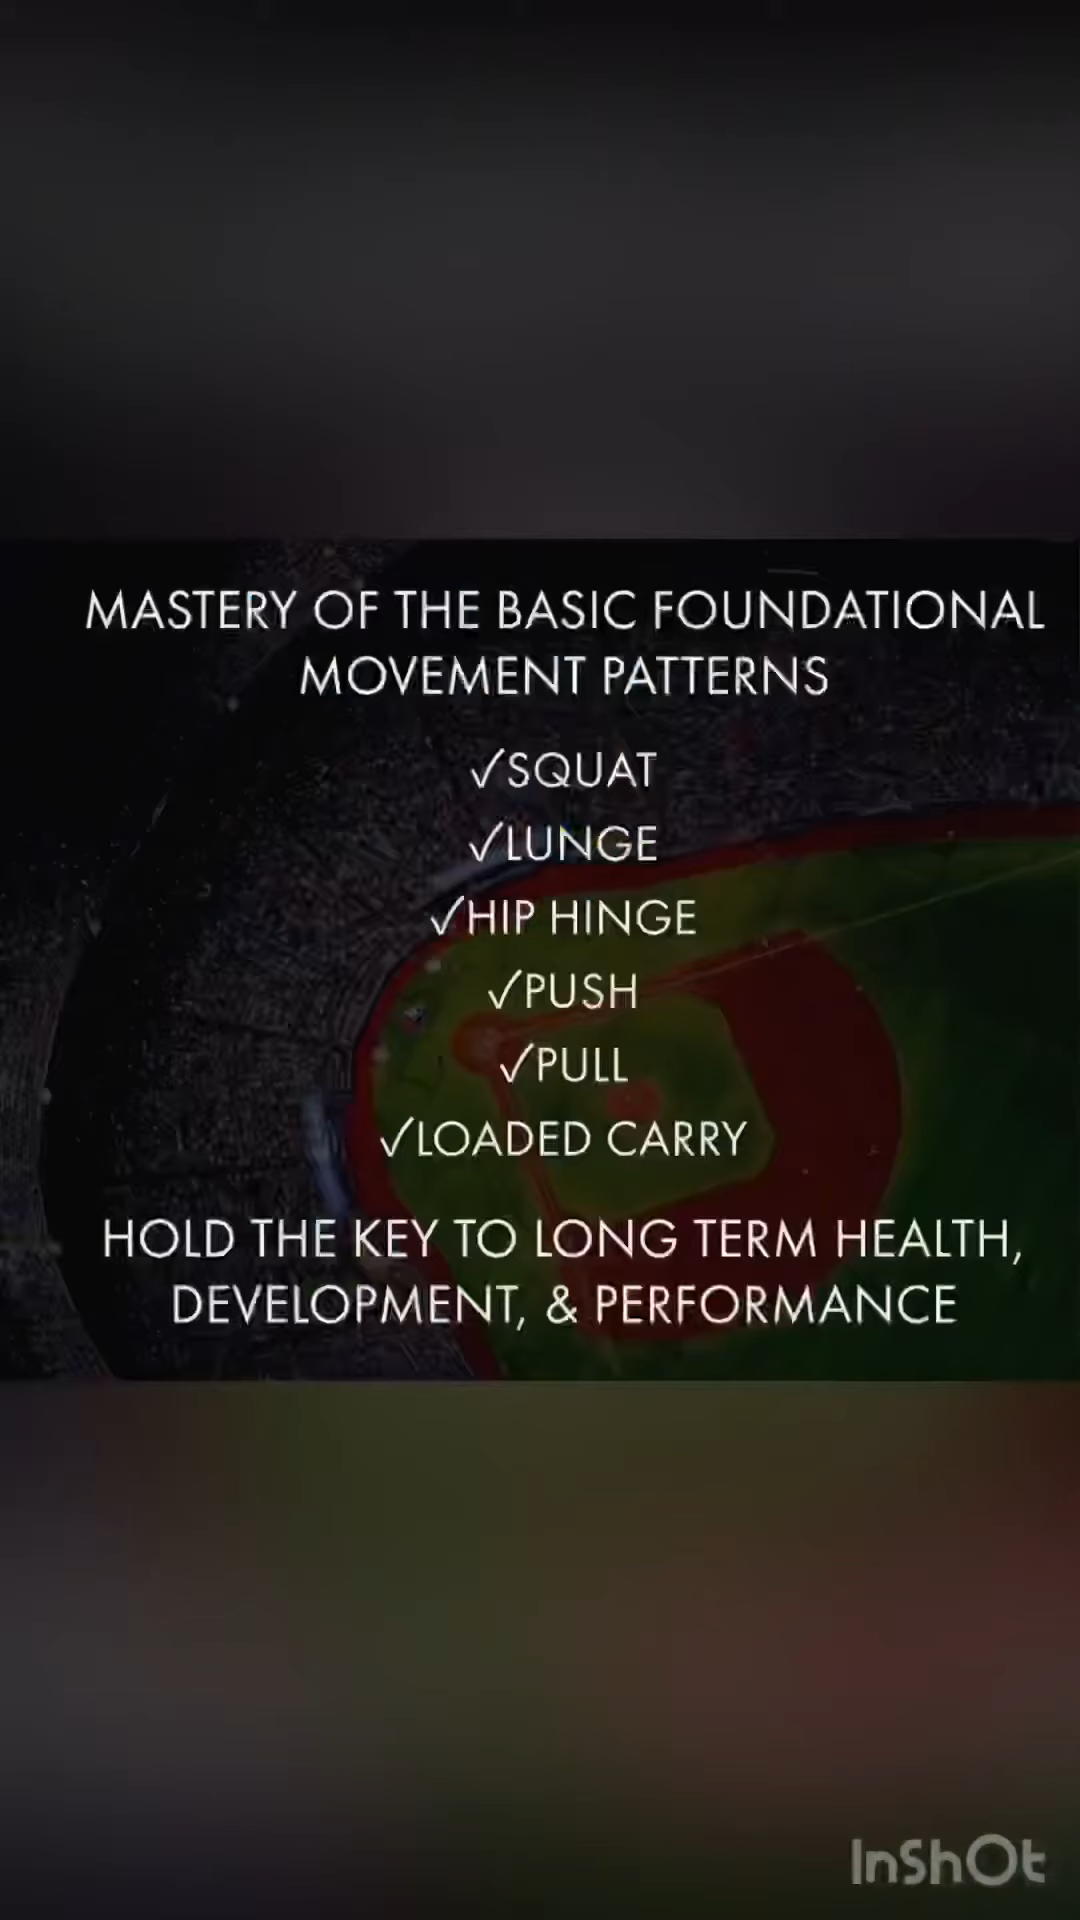 MASTERY OF THE BASIC FOUNDATIONAL
MOVEMENT PATTERNS
✓SQUAT
✓LUNGE
✓HIP HINGE
✓PUSH
✓PULL
✓LOADED CARRY
HOLD THE KEY TO LONG TERM HEALTH,
DEVELOPMENT, & PERFORMANCE
InShOt